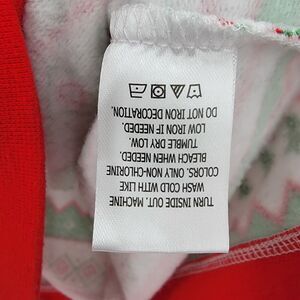 TURN INSIDE OUT. MACHINE
WASH COLD WITH LIKE
COLORS. ONLY NON-CHLORINE
BLEACH WHEN NEEDED.
TUMBLE DRY LOW.
LOW IRON IF NEEDED.
DO NOT IRON DECORATION.